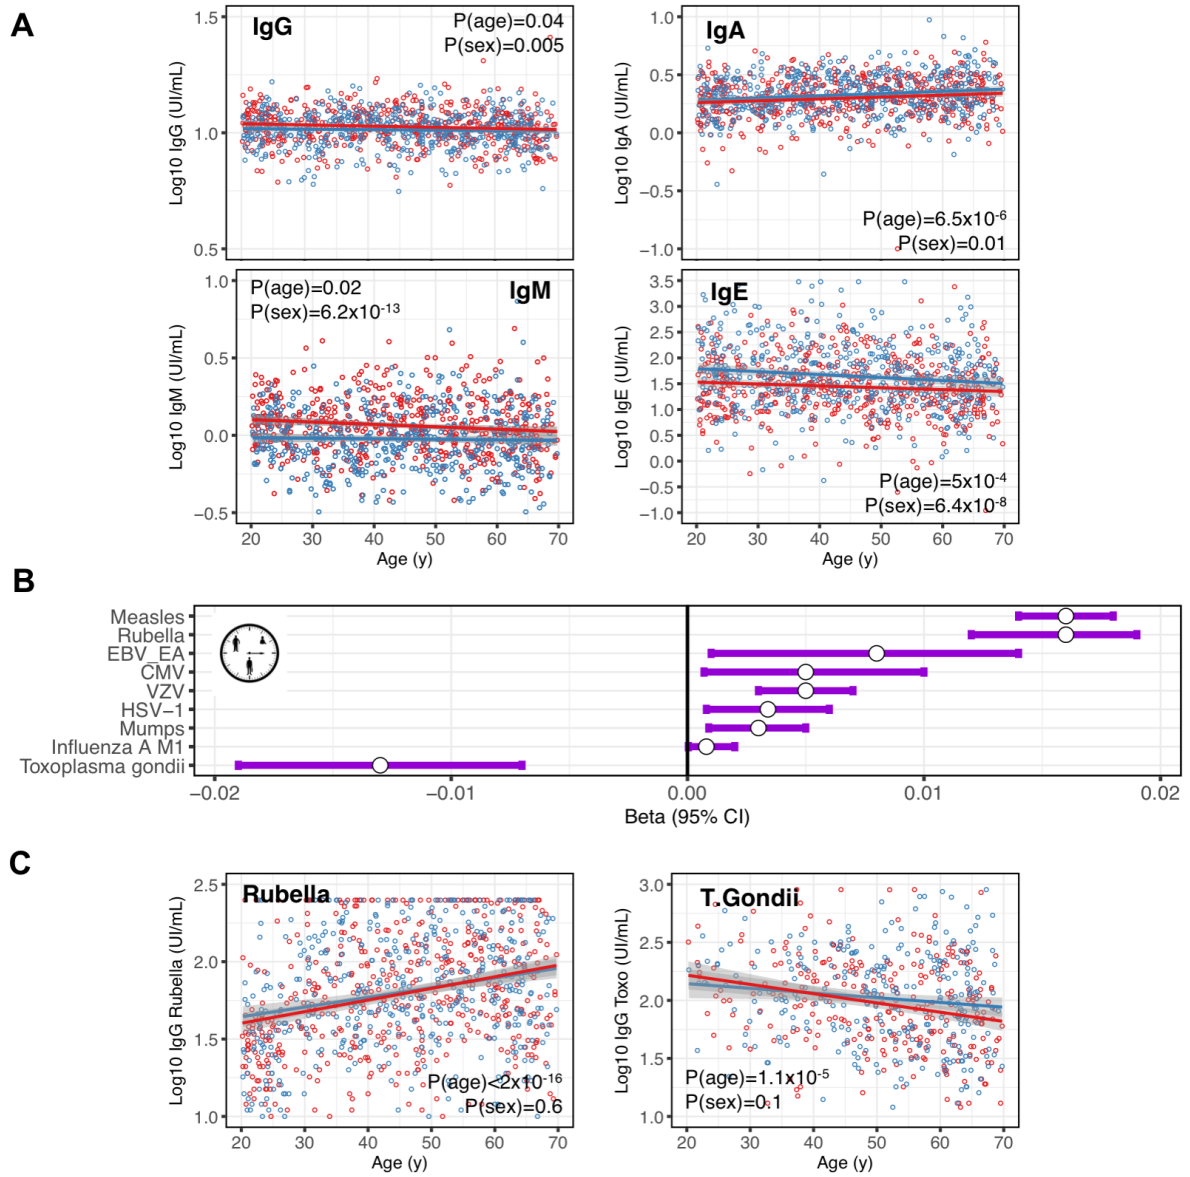 A
IgG
P(age)=0.04
P(sex)=0.005
Log10 IgG (UI/mL)
1.5
1.0
0.5
IgA
P(age)=6.5x10-6
P(sex)=0.01
Log10 IgA (UI/mL)
1.0
0.5
0.0
−0.5
−1.0
IgM
P(age)=0.02
P(sex)=6.2x10-13
Log10 IgM (UI/mL)
1.0
0.5
0.0
−0.5
20 30 40 50 60 70
Age (y)
IgE
P(age)=5x10-4
P(sex)=6.4x10-8
Log10 IgE (UI/mL)
3.5
3.0
2.5
2.0
1.5
1.0
0.5
0.0
−0.5
−1.0
20 30 40 50 60 70
Age (y)
B
Measles
Rubella
EBV_EA
CMV
VZV
HSV−1
Mumps
Influenza A M1
Toxoplasma gondii
−0.02 −0.01 0.00 0.01 0.02
Beta (95% CI)
C
Rubella
P(age)<2x10-16
P(sex)=0.6
Log10 IgG Rubella (UI/mL)
2.5
2.0
1.5
1.0
20 30 40 50 60 70
Age (y)
T.Gondii
P(age)=1.1x10-5
P(sex)=0.1
Log10 IgG Toxo (UI/mL)
3.0
2.5
2.0
1.5
1.0
20 30 40 50 60 70
Age (y)